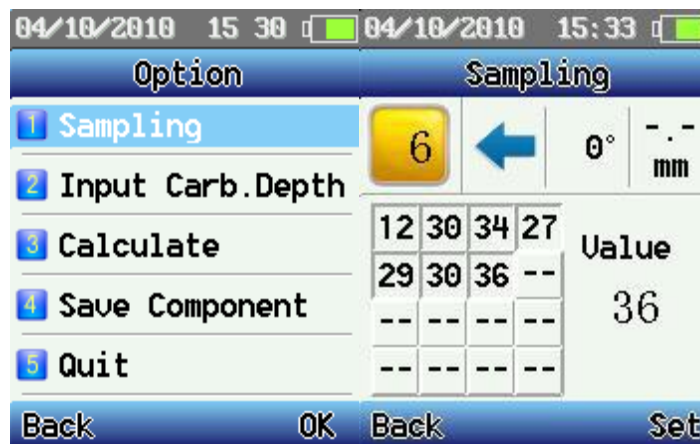 04/10/2010 15 30
Option
1 Sampling
2 Input Carb.Depth
3 Calculate
4 Save Component
5 Quit
Back OK
04/10/2010 15:33
Sampling
6 0° -.- mm
12 30 34 27
29 30 36 --
-- -- -- --
-- -- -- --
Value
36
Back Set